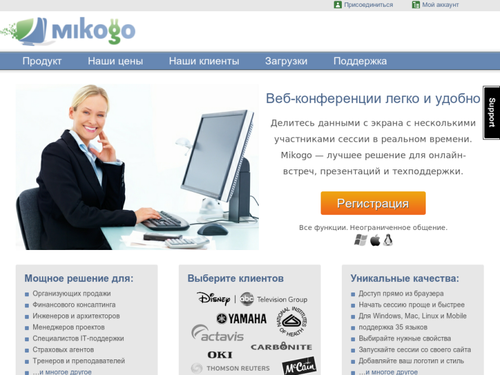 Присоединиться
Мой аккаунт
mikogo
Продукт
Наши цены
Наши клиенты
Загрузки
Поддержка
Веб-конференции легко и удобно
Делитесь данными с экрана с несколькими
участниками сессии в реальном времени.
Mikogo — лучшее решение для онлайн-
встреч, презентаций и техподдержки.
Регистрация
Все функции. Неограниченное общение.
Support
Мощное решение для:
Организующих продажи
Финансового консалтинга
Инженеров и архитекторов
Менеджеров проектов
Специалистов IT-поддержки
Страховых агентов
Тренеров и преподавателей
...и многое другое
Выберите клиентов
Disney abc Television Group
YAMAHA
NATIONAL INSTITUTES OF HEALTH
actavis
CARBONITE
OKI
THOMSON REUTERS
McCain
Уникальные качества:
Доступ прямо из браузера
Начать сессию проще и быстрее
Для Windows, Mac, Linux и Mobile
поддержка 35 языков
Выбирайте нужные свойства
Запускайте сессии со своего сайта
Добавляйте ваш логотип и стиль
...и многое другое